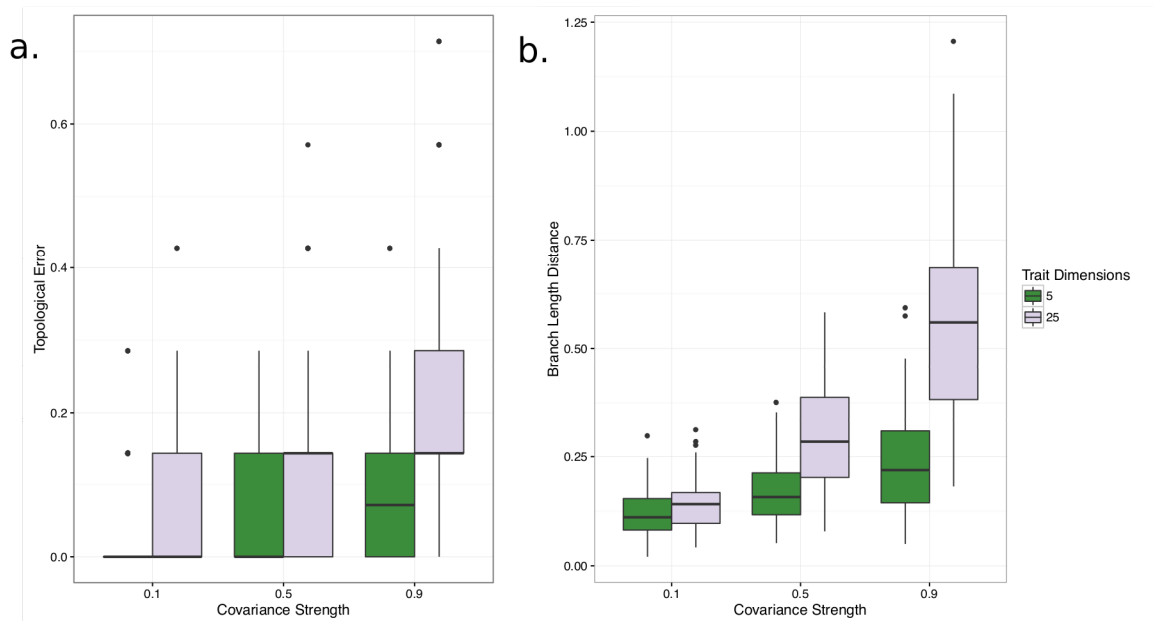 a.
Topological Error
0.6
0.4
0.2
0.0
0.1
0.5
0.9
Covariance Strength
b.
Branch Length Distance
1.25
1.00
0.75
0.50
0.25
0.00
0.1
0.5
0.9
Covariance Strength
Trait Dimensions
5
25